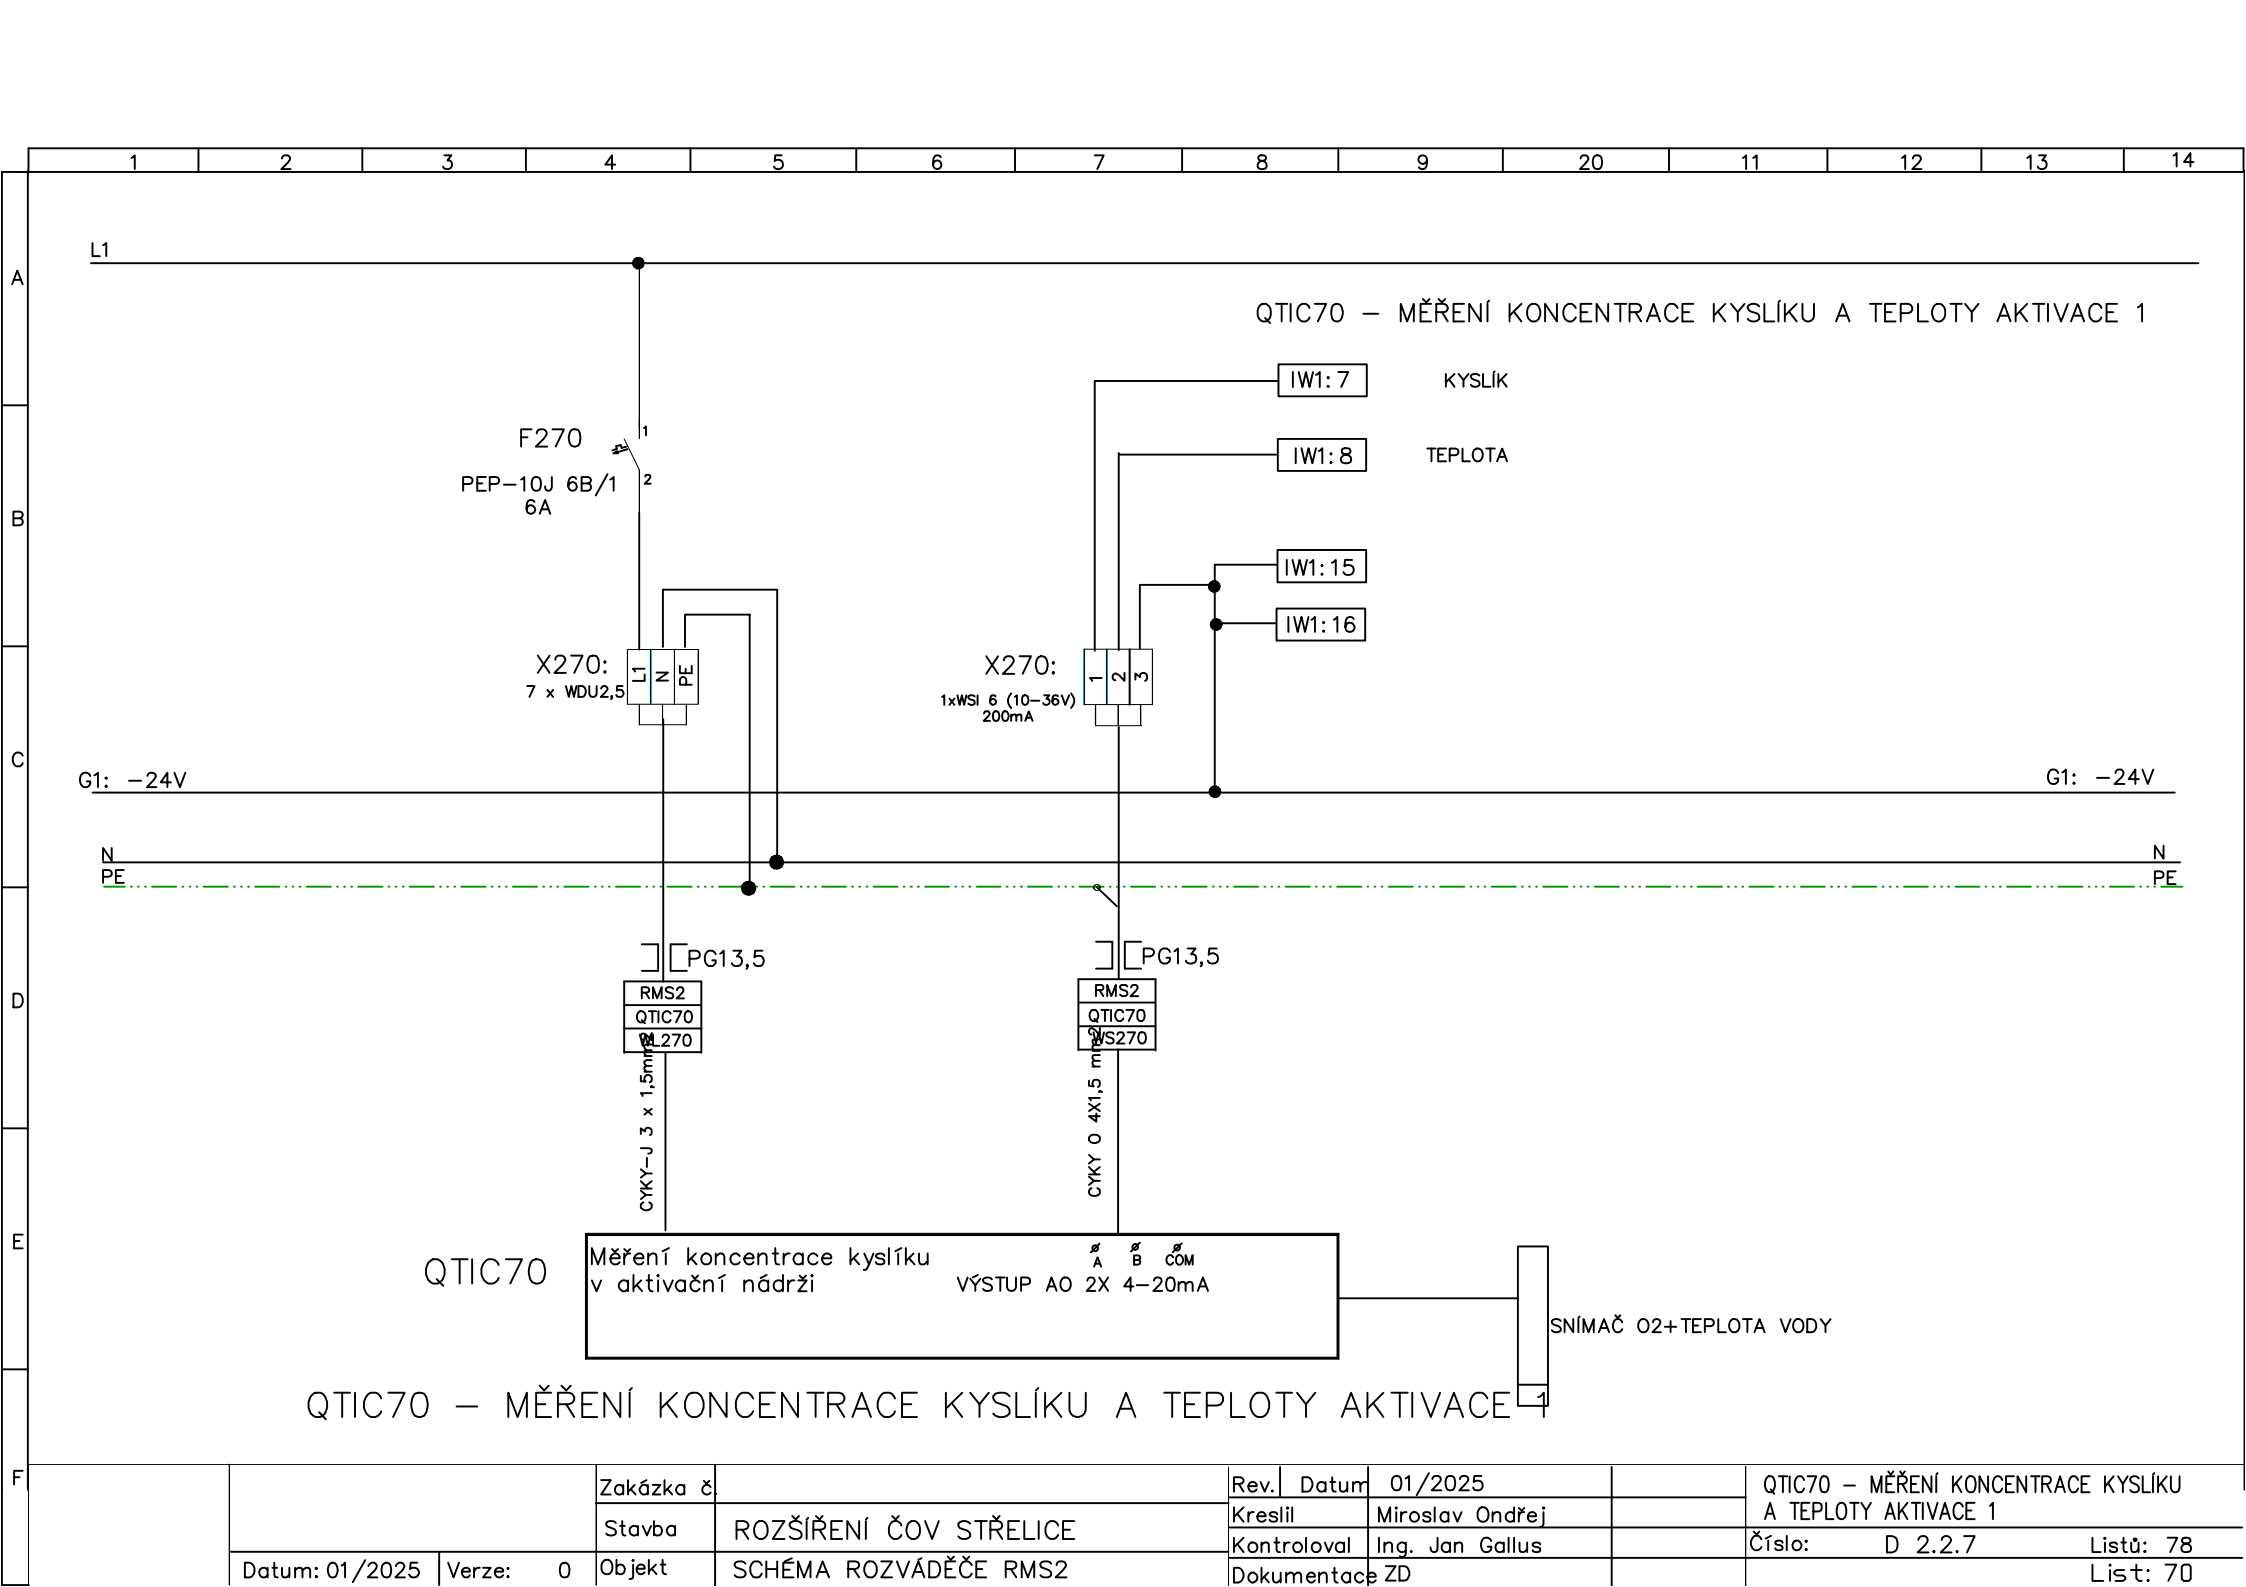 1 2 3 4 5 6 7 8 9 20 11 12 13 14
A
L1
QTIC70 – MĚŘENÍ KONCENTRACE KYSLÍKU A TEPLOTY AKTIVACE 1
IW1:7 KYSLÍK
F270
1
IW1:8 TEPLOTA
2
PEP-10J 6B/1
6A
B
IW1:15
IW1:16
X270:
7 x WDU2,5
L1 N PE
X270:
1xWSI 6 (10-36V)
200mA
1 2 3
C
G1: -24V
G1: -24V
N
N
PE
PE
PG13,5
PG13,5
D
RMS2
QTIC70
WL270
RMS2
QTIC70
WS270
CYKY-J 3 x 1,5mm2
CYKY O 4X1,5 mm2
E
QTIC70
Měření koncentrace kyslíku
v aktivační nádrži
A B COM
VÝSTUP AO 2X 4-20mA
SNÍMAČ O2+TEPLOTA VODY
QTIC70 – MĚŘENÍ KONCENTRACE KYSLÍKU A TEPLOTY AKTIVACE 1
F
Zakázka č.
Stavba ROZŠÍŘENÍ ČOV STŘELICE
Datum: 01/2025 Verze: 0
Objekt SCHÉMA ROZVÁDĚČE RMS2
Rev. Datum 01/2025
Kreslil Miroslav Ondřej
Kontroloval Ing. Jan Gallus
Dokumentace ZD
QTIC70 – MĚŘENÍ KONCENTRACE KYSLÍKU
A TEPLOTY AKTIVACE 1
Číslo: D 2.2.7 Listů: 78
List: 70